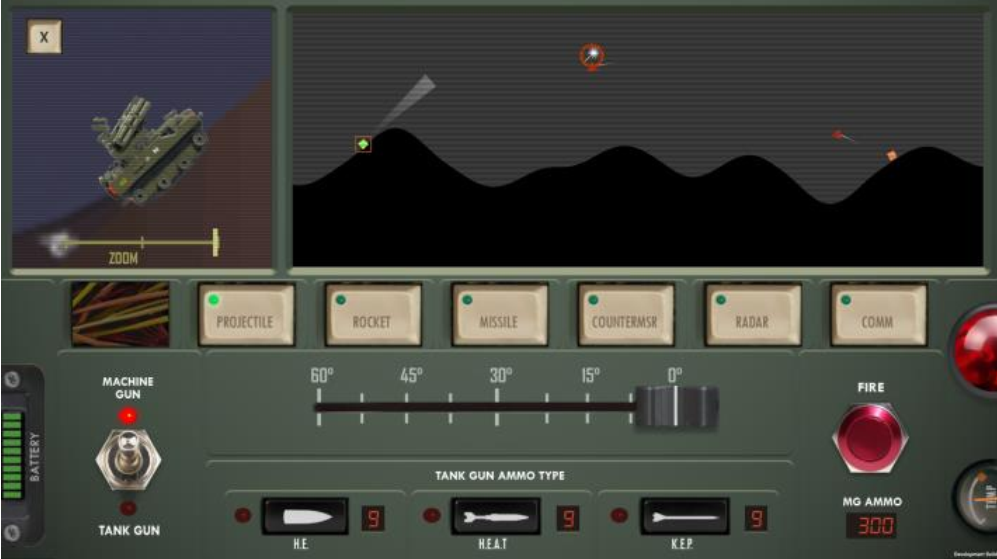 X
ZOOM
PROJECTILE
ROCKET
MISSILE
COUNTERMSR
RADAR
COMM
60° 45° 30° 15° 0°
MACHINE
GUN
FIRE
BATTERY
TANK GUN AMMO TYPE
TEMP
MG AMMO
300
TANK GUN
9
9
9
H.E.
H.E.A.T
K.E.P.